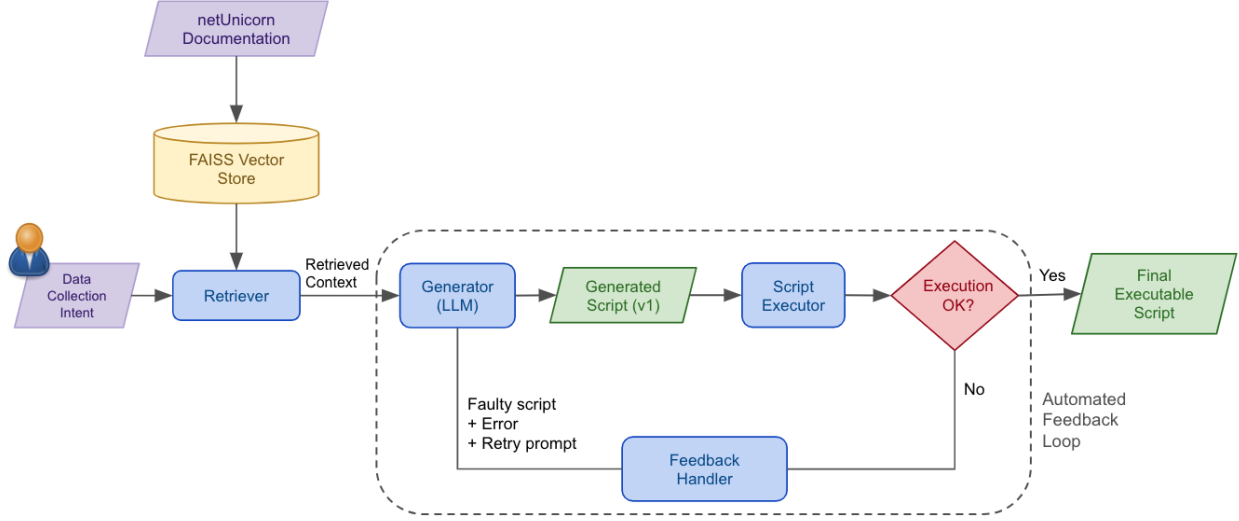 netUnicorn
Documentation
FAISS Vector
Store
Data
Collection
Intent
Retriever
Retrieved
Context
Generator
(LLM)
Generated
Script (v1)
Script
Executor
Execution
OK?
Yes
Final
Executable
Script
No
Faulty script
+ Error
+ Retry prompt
Feedback
Handler
Automated
Feedback
Loop